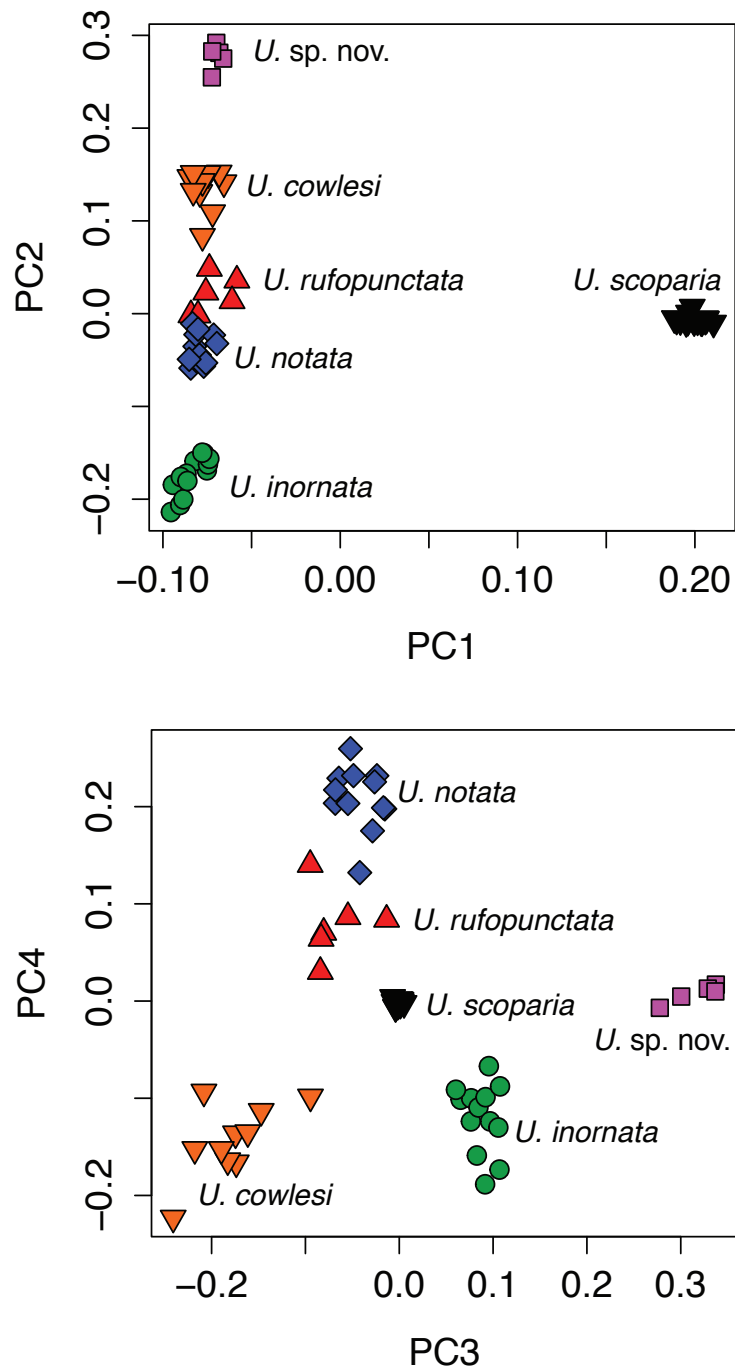 0.3
U. sp. nov.
0.1
U. cowlesi
U. rufopunctata
U. scoparia
PC2
0.0
U. notata
U. inornata
−0.2
−0.10
0.00
0.10
0.20
PC1
U. notata
0.2
0.1
U. rufopunctata
PC4
0.0
U. scoparia
U. sp. nov.
U. inornata
−0.2
U. cowlesi
−0.2
0.0
0.1
0.2
0.3
PC3